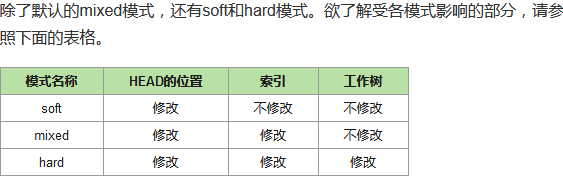 除了默认的mixed模式，还有soft和hard模式。欲了解受各模式影响的部分，请参
照下面的表格。
模式名称 HEAD的位置 索引 工作树
soft 修改 不修改 不修改
mixed 修改 修改 不修改
hard 修改 修改 修改